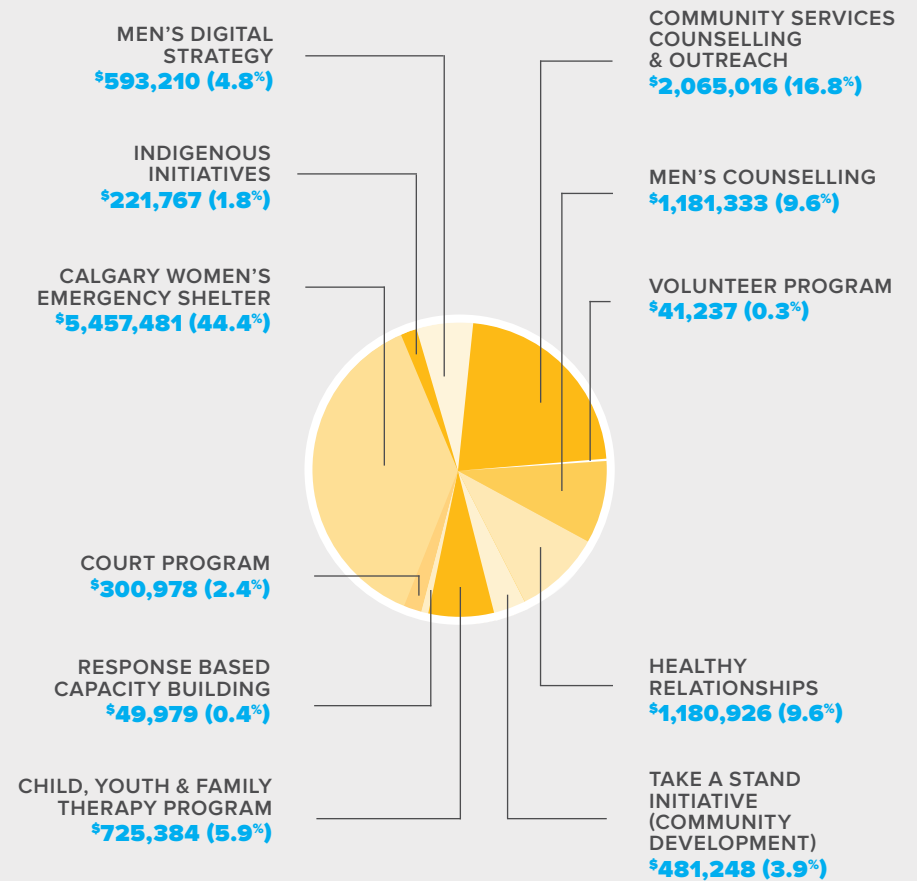 MEN'S DIGITAL
STRATEGY
$593,210 (4.8%)
INDIGENOUS
INITIATIVES
$221,767 (1.8%)
CALGARY WOMEN'S
EMERGENCY SHELTER
$5,457,481 (44.4%)
COURT PROGRAM
$300,978 (2.4%)
RESPONSE BASED
CAPACITY BUILDING
$49,979 (0.4%)
CHILD, YOUTH & FAMILY
THERAPY PROGRAM
$725,384 (5.9%)
COMMUNITY SERVICES
COUNSELLING
& OUTREACH
$2,065,016 (16.8%)
MEN'S COUNSELLING
$1,181,333 (9.6%)
VOLUNTEER PROGRAM
$41,237 (0.3%)
HEALTHY
RELATIONSHIPS
$1,180,926 (9.6%)
TAKE A STAND
INITIATIVE
(COMMUNITY
DEVELOPMENT)
$481,248 (3.9%)